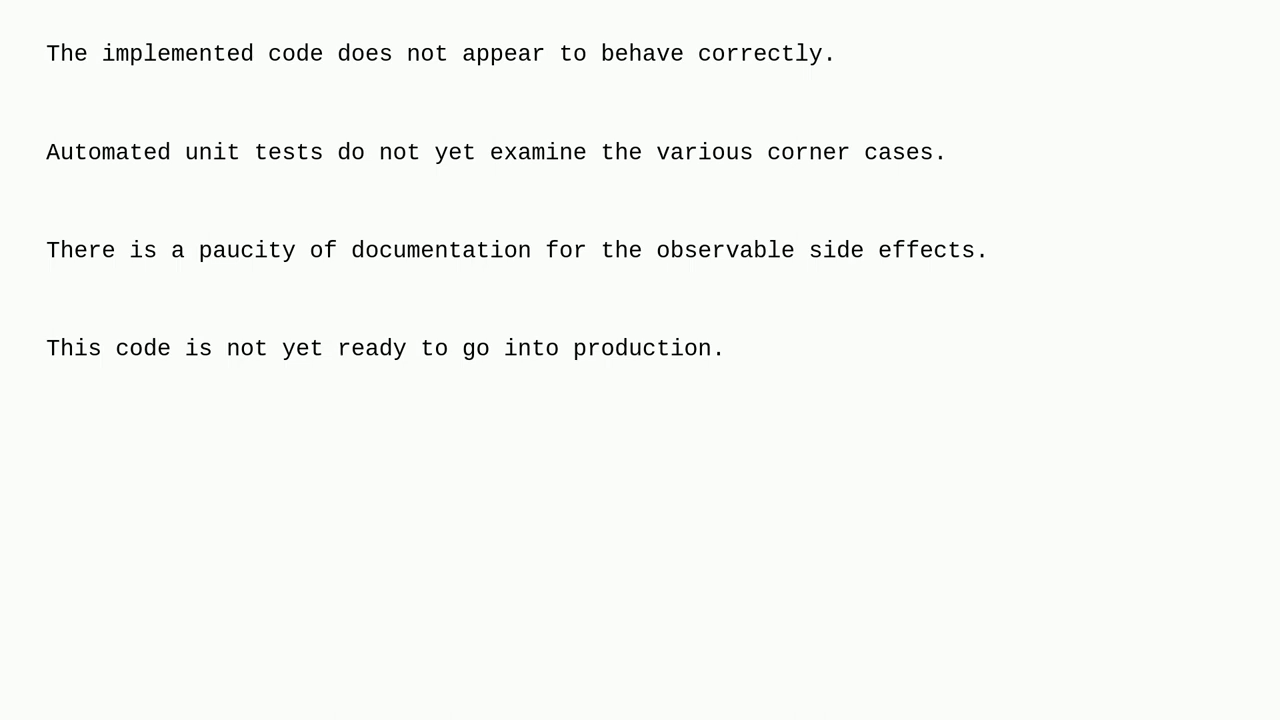 The implemented code does not appear to behave correctly.
Automated unit tests do not yet examine the various corner cases.
There is a paucity of documentation for the observable side effects.
This code is not yet ready to go into production.